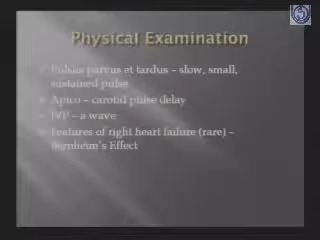 Physical Examination
Pulsus parvus et tardus – slow, small,
sustained pulse
Apico – carotid pulse delay
JVP – a wave
Features of right heart failure (rare) –
Bernheim's Effect